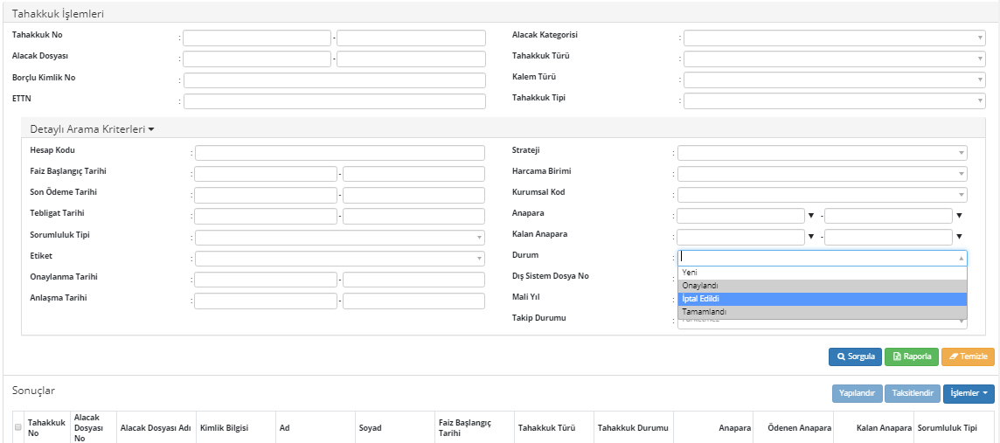 Tahakkuk İşlemleri
Tahakkuk No : -
Alacak Kategorisi :
Alacak Dosyası : -
Tahakkuk Türü :
Borçlu Kimlik No :
Kalem Türü :
ETTN :
Tahakkuk Tipi :
Detaylı Arama Kriterleri
Hesap Kodu :
Strateji :
Faiz Başlangıç Tarihi : -
Harcama Birimi :
Son Ödeme Tarihi : -
Kurumsal Kod :
Tebligat Tarihi : -
Anapara : -
Sorumluluk Tipi :
Kalan Anapara : -
Etiket :
Durum :
Yeni
Onaylandı
İptal Edildi
Tamamlandı
Onaylanma Tarihi : -
Dış Sistem Dosya No :
Anlaşma Tarihi : -
Mali Yıl :
Takip Durumu : Farketmez
Sorgula
Raporla
Temizle
Sonuçlar
Yapılandır
Taksitlendir
İşlemler
Tahakkuk
No
Alacak
Dosyası
No
Alacak Dosyası Adı
Kimlik Bilgisi
Ad
Soyad
Faiz Başlangıç
Tarihi
Tahakkuk Türü
Tahakkuk Durumu
Anapara
Ödenen Anapara
Kalan Anapara
Sorumluluk Tipi